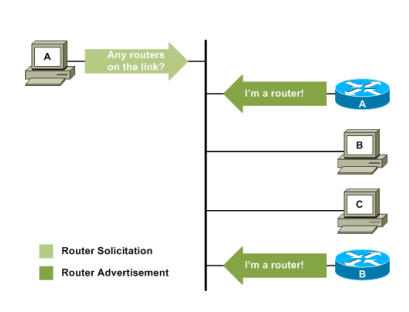 A
Any routers
on the link?
I'm a router!
A
B
C
I'm a router!
B
Router Solicitation
Router Advertisement